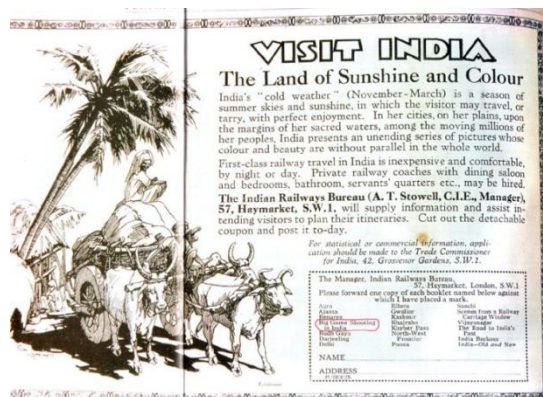 VISIT INDIA
The Land of Sunshine and Colour
India's "cold weather" (November-March) is a season of
summer skies and sunshine, in which the visitor may travel, or
tarry, with perfect enjoyment. In her cities, on her plains, upon
the margins of her sacred waters, among the moving millions of
her peoples, India presents an unending series of pictures whose
colour and beauty are without parallel in the whole world.
First-class railway travel in India is inexpensive and comfortable,
by night or day. Private railway coaches with dining saloon
and bedrooms, bathroom, servants' quarters etc., may be hired.
The Indian Railways Bureau (A. T. Stowell, C.I.E., Manager),
57, Haymarket, S.W.1, will supply information and assist in-
tending visitors to plan their itineraries. Cut out the detachable
coupon and post it to-day.
For statistical or commercial information, appli-
cation should be made to the Trade Commissioner
for India, 42, Grosvenor Gardens, S.W.1.
The Manager, Indian Railways Bureau,
57, Haymarket, London, S.W.1
Please forward one copy of each booklet named below against
which I have placed a mark.
Agra
Ajanta
Benares
Big Game Shooting
in India
Budh Gaya
Darjeeling
Delhi
Ellora
Gwalior
Kashmir
Khajraho
Khyber Pass
North-West
Frontier
Poona
Sanchi
Scenes from a Railway
Carriage Window
Vijayanagar
The Road to India's
Past
India Beckons
India—Old and New
NAME
ADDRESS